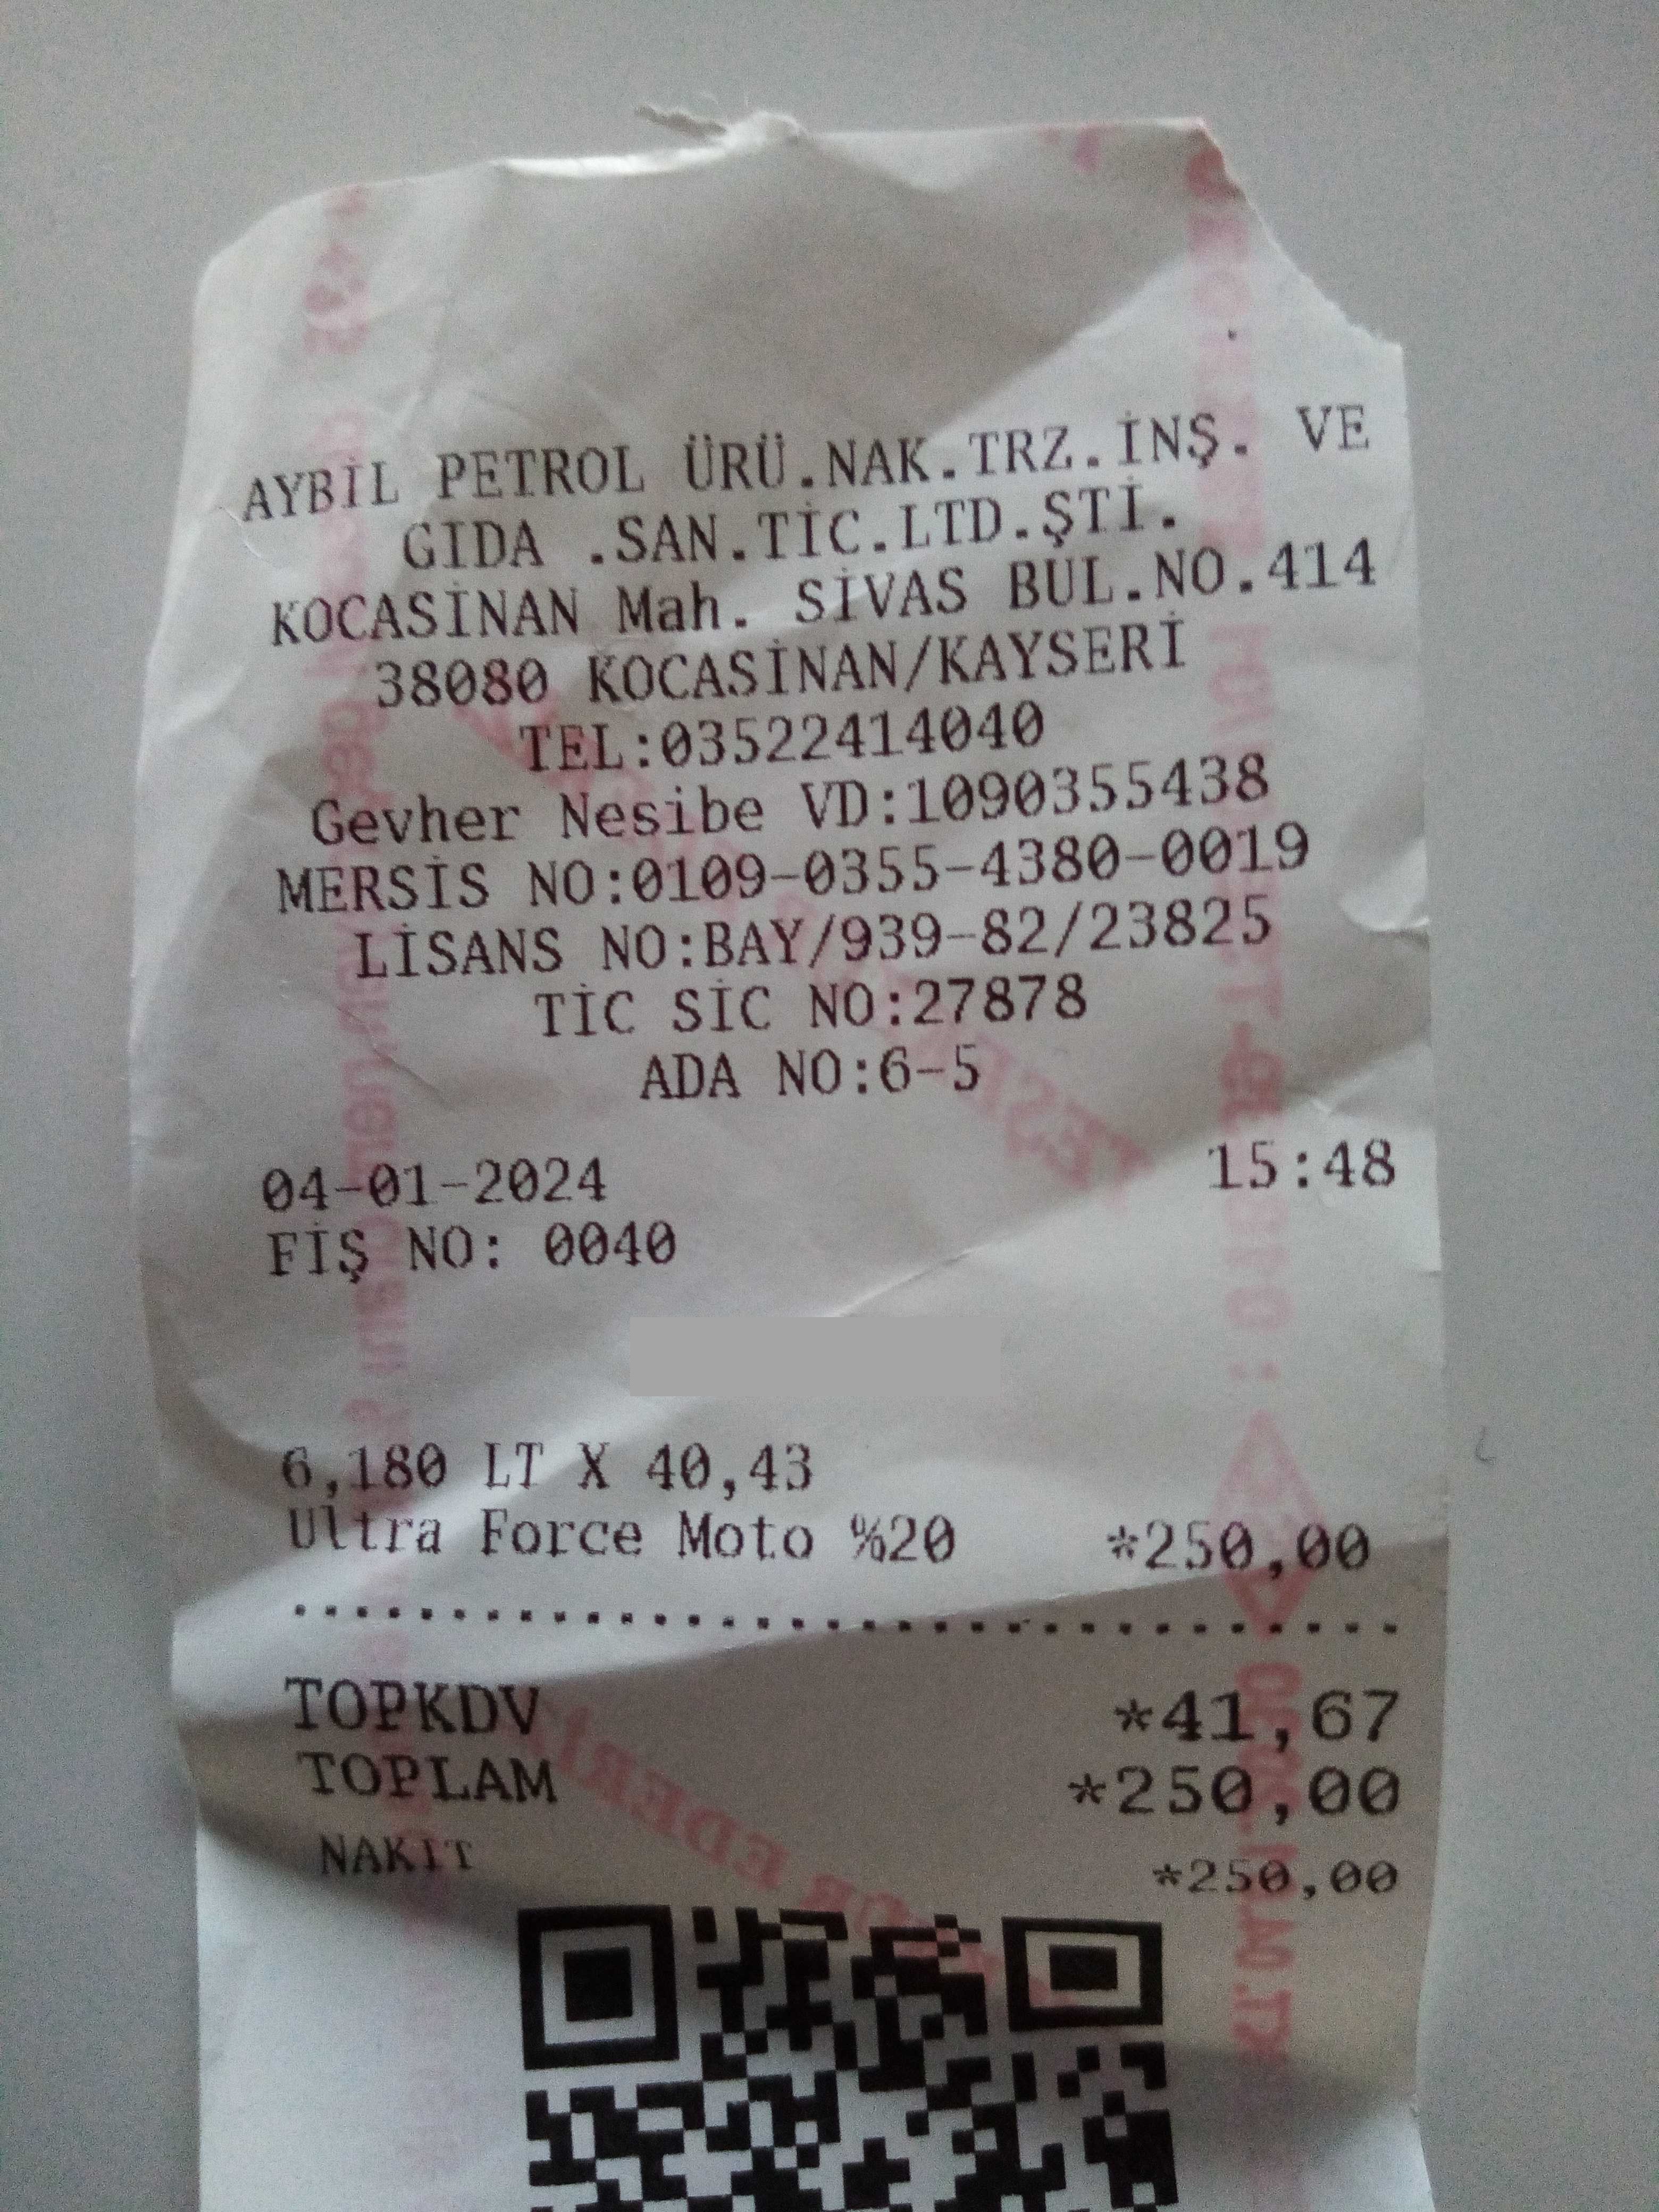 AYBİL PETROL ÜRÜ.NAK.TRZ.İNŞ. VE
GIDA .SAN.TİC.LTD.ŞTİ.
KOCASİNAN Mah. SİVAS BUL.NO.414
38080 KOCASİNAN/KAYSERİ
TEL:03522414040
Gevher Nesibe VD:1090355438
MERSİS NO:0109-0355-4380-0019
LİSANS NO:BAY/939-82/23825
TİC SİC NO:27878
ADA NO:6-5
04-01-2024 15:48
FİŞ NO: 0040
6,180 LT X 40,43
Ultra Force Moto %20 *250,00
TOPKDV *41,67
TOPLAM *250,00
NAKIT *250,00